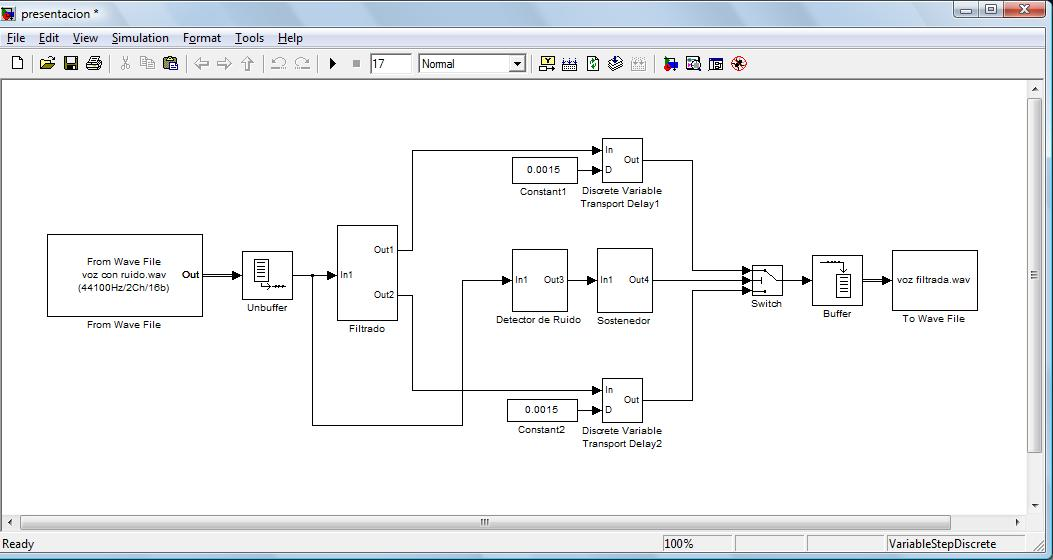 presentacion *
File Edit View Simulation Format Tools Help
17 Normal
In
D
Out
0.0015
Constant1
Discrete Variable
Transport Delay1
From Wave File
voz con ruido.wav
(44100Hz/2Ch/16b)
Out
From Wave File
Unbuffer
In1
Out1
Out2
Filtrado
In1
Out3
Detector de Ruido
In1
Out4
Sostenedor
Switch
Buffer
voz filtrada.wav
To Wave File
In
D
Out
0.0015
Constant2
Discrete Variable
Transport Delay2
Ready 100% VariableStepDiscrete